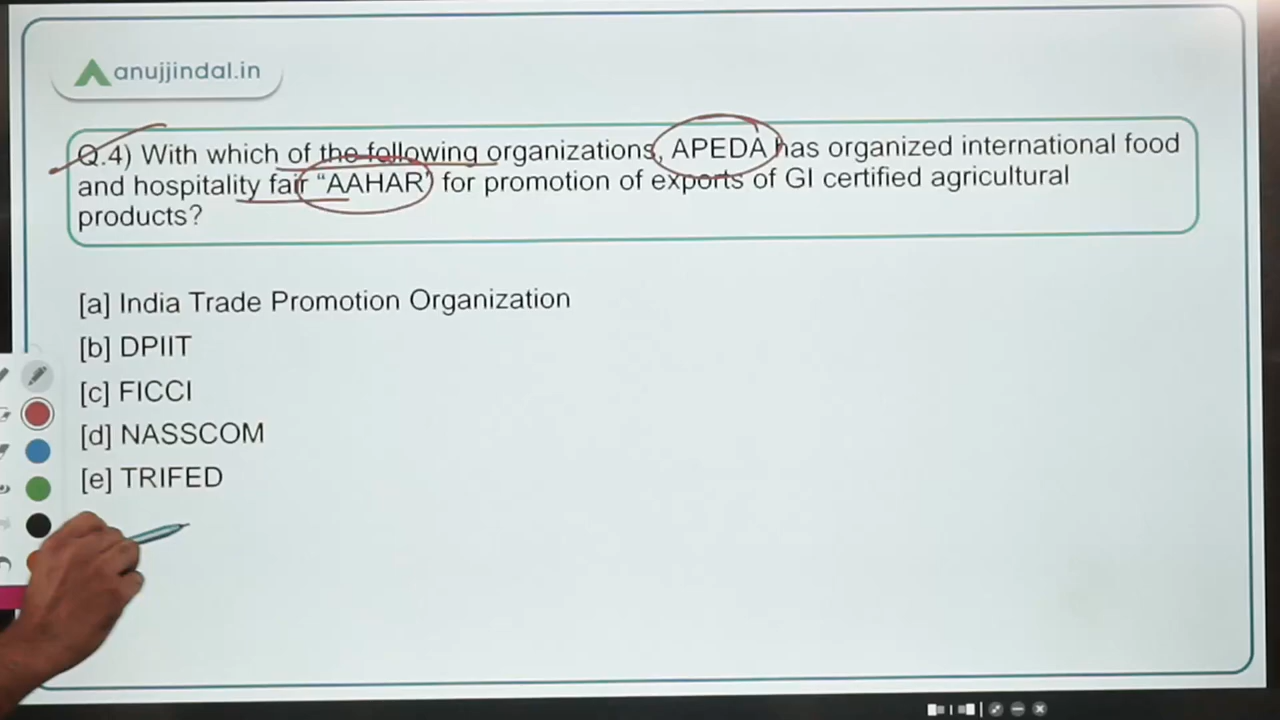 anujjindal.in
Q.4) With which of the following organizations, APEDA has organized international food
and hospitality fair “AAHAR” for promotion of exports of GI certified agricultural
products?
[a] India Trade Promotion Organization
[b] DPIIT
[c] FICCI
[d] NASSCOM
[e] TRIFED